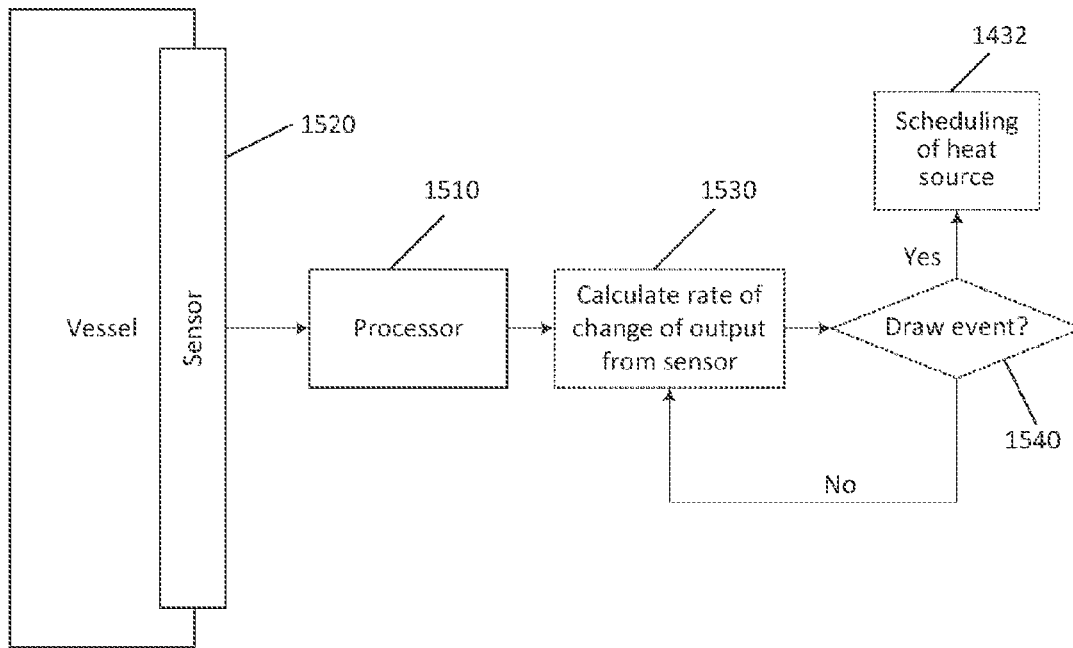 1432
Scheduling
of heat
source
1520
1510
1530
Yes
Vessel
Sensor
Processor
Calculate rate of
change of output
from sensor
Draw event?
1540
No